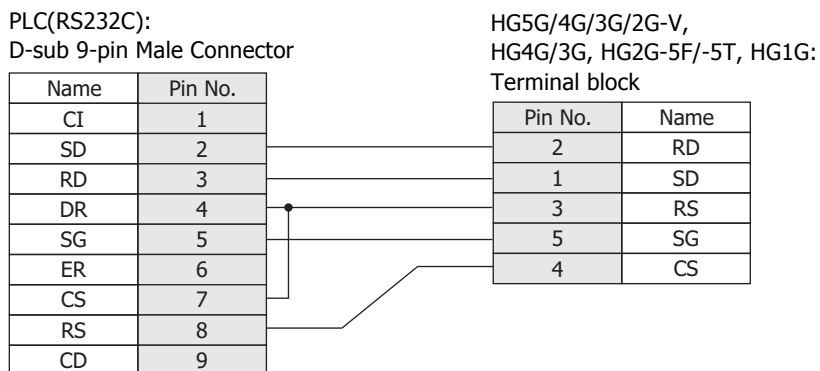 PLC(RS232C):
D-sub 9-pin Male Connector
Name Pin No.
CI 1
SD 2
RD 3
DR 4
SG 5
ER 6
CS 7
RS 8
CD 9
HG5G/4G/3G/2G-V,
HG4G/3G, HG2G-5F/-5T, HG1G:
Terminal block
Pin No. Name
2 RD
1 SD
3 RS
5 SG
4 CS